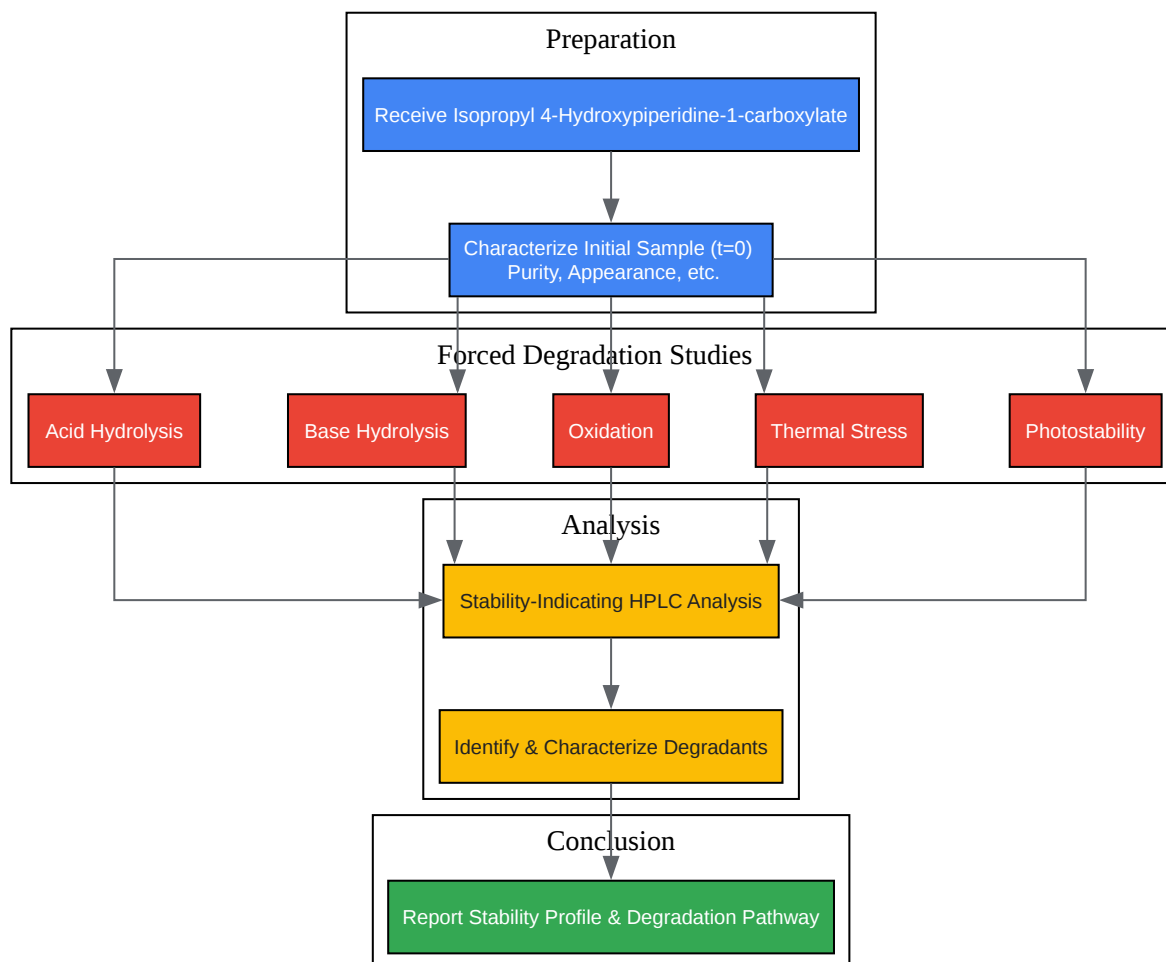 Preparation
Receive Isopropyl 4-Hydroxypiperidine-1-carboxylate
Characterize Initial Sample (t=0)
Purity, Appearance, etc.
Forced Degradation Studies
Acid Hydrolysis
Base Hydrolysis
Oxidation
Thermal Stress
Photostability
Analysis
Stability-Indicating HPLC Analysis
Identify & Characterize Degradants
Conclusion
Report Stability Profile & Degradation Pathway